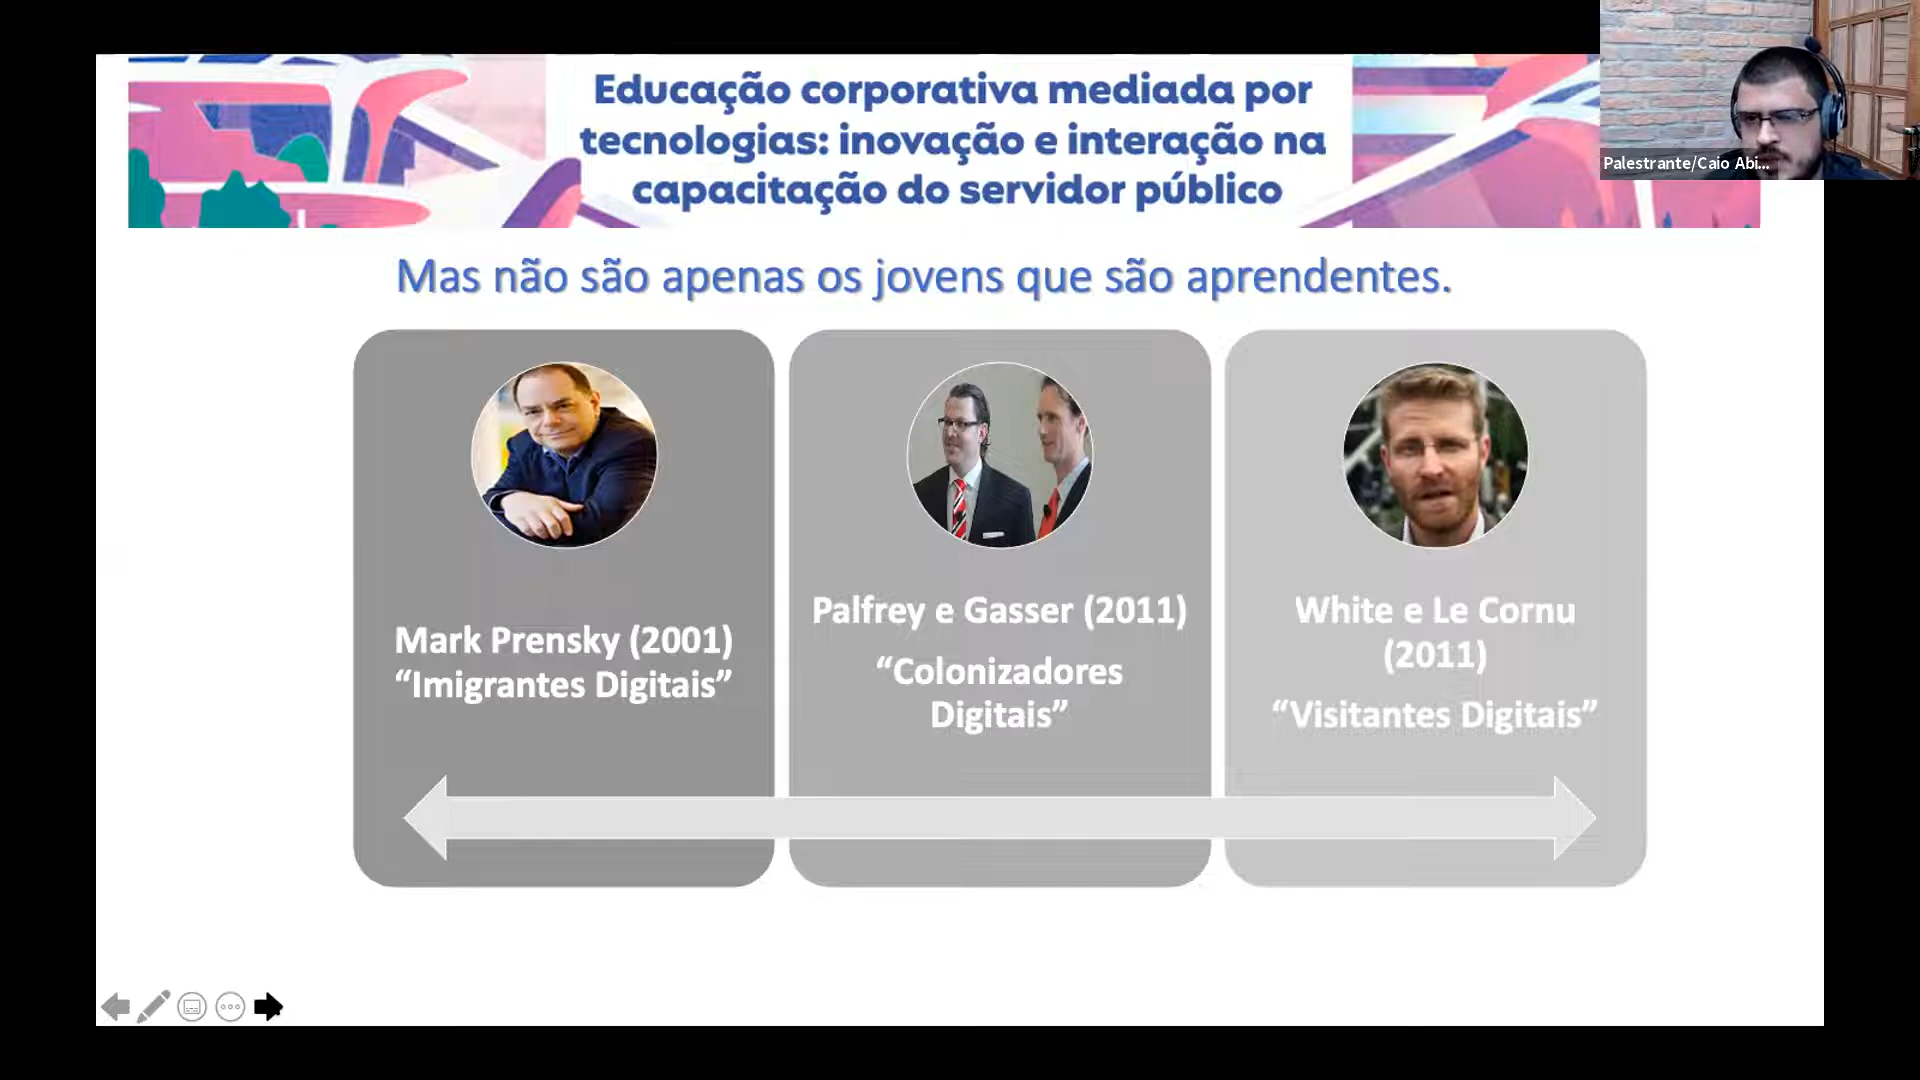 Educação corporativa mediada por
tecnologias: inovação e interação na
capacitação do servidor público
Palestrante/Caio Abi...
Mas não são apenas os jovens que são aprendentes.
Mark Prensky (2001)
“Imigrantes Digitais”
Palfrey e Gasser (2011)
“Colonizadores
Digitais”
White e Le Cornu
(2011)
“Visitantes Digitais”